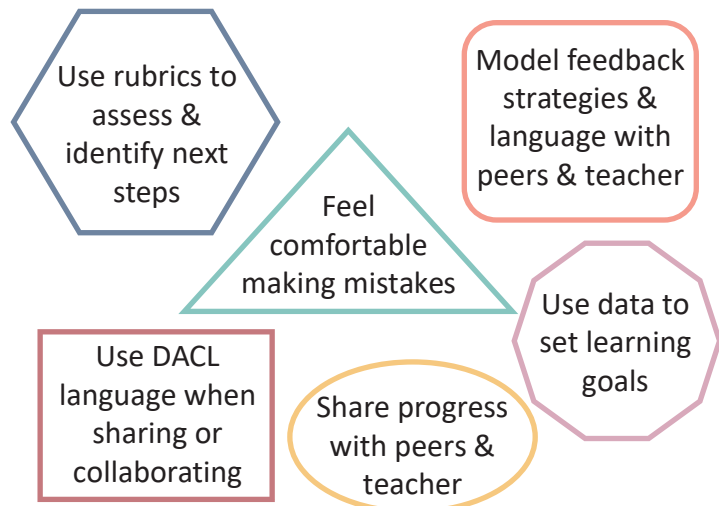 Use rubrics to
assess &
identify next
steps
Model feedback
strategies &
language with
peers & teacher
Feel
comfortable
making mistakes
Use data to
set learning
goals
Use DACL
language when
sharing or
collaborating
Share progress
with peers &
teacher